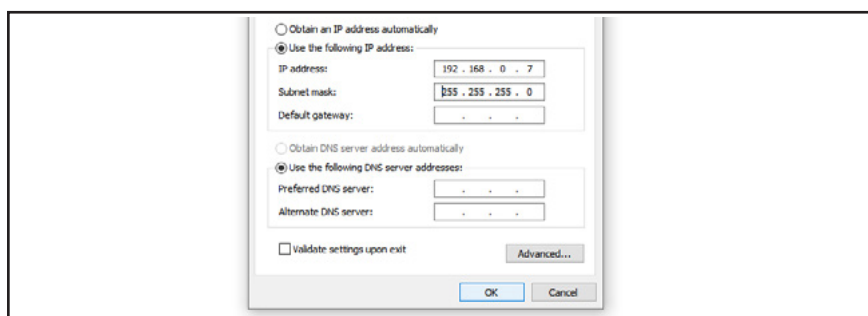 Obtain an IP address automatically
Use the following IP address:
IP address: 192 . 168 . 0 . 7
Subnet mask: 255 . 255 . 255 . 0
Default gateway: . . .
Obtain DNS server address automatically
Use the following DNS server addresses:
Preferred DNS server: . . .
Alternate DNS server: . . .
Validate settings upon exit
Advanced...
OK Cancel